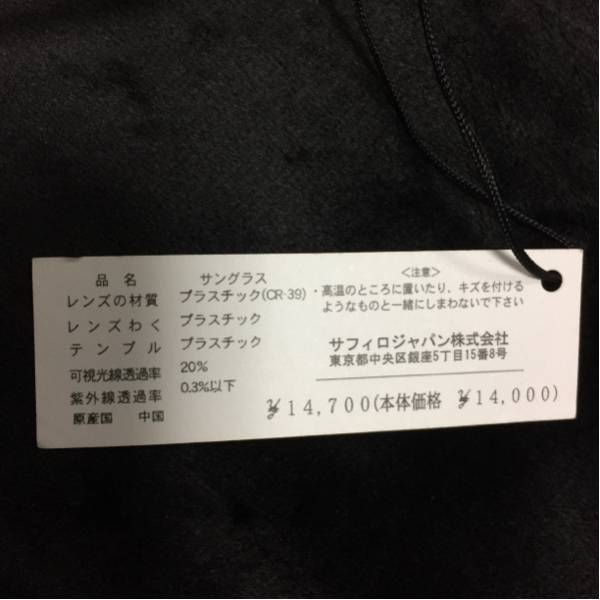 品名 サングラス
レンズの材質 プラスチック(CR-39)
レンズわく プラスチック
テンプル プラスチック
可視光線透過率 20%
紫外線透過率 0.3%以下
原産国 中国
<注意>
・高温のところに置いたり、キズを付ける
ようなものと一緒にしまわないで下さい
サフィロジャパン株式会社
東京都中央区銀座5丁目15番8号
¥14,700(本体価格 ¥14,000)